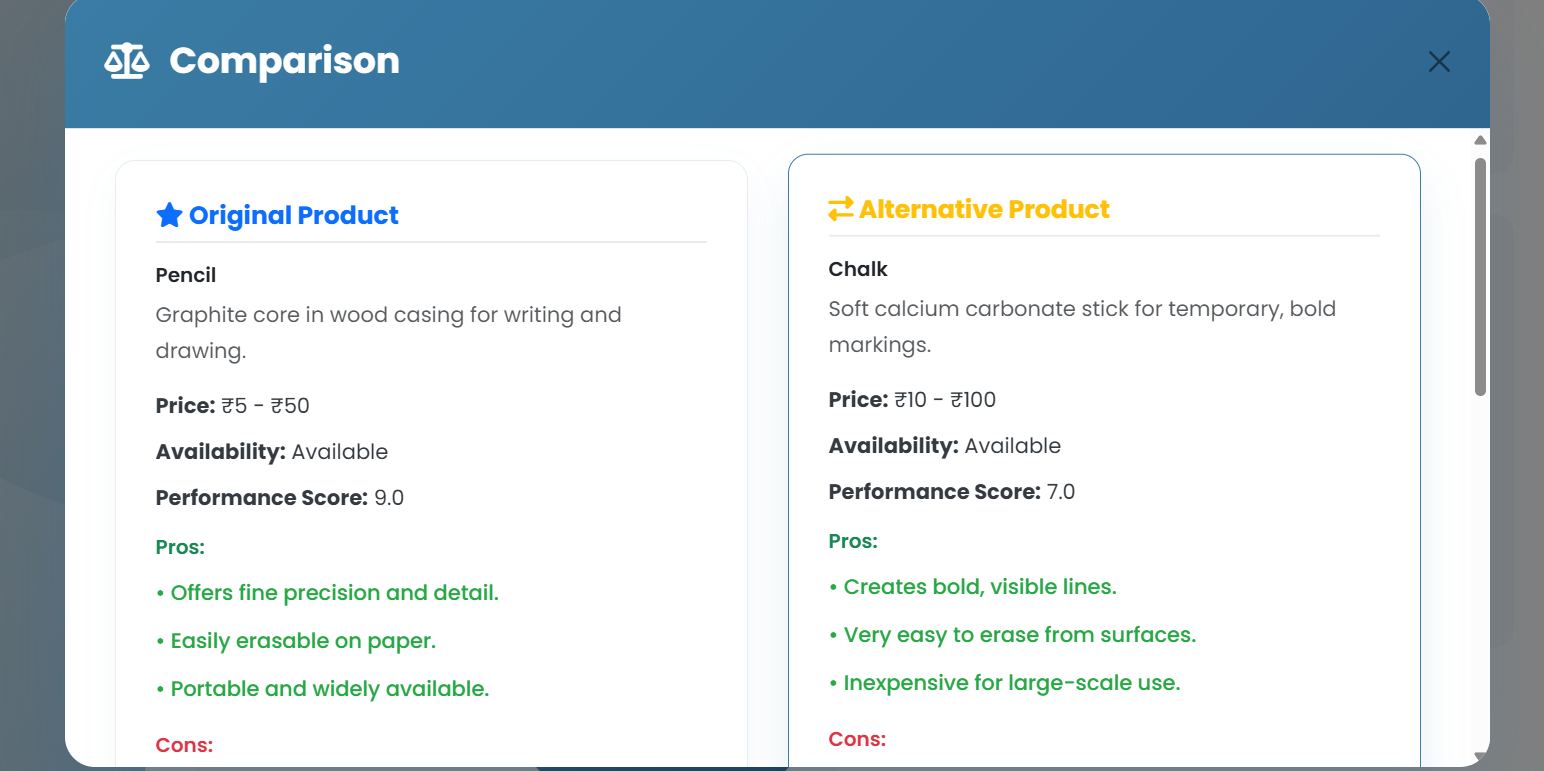 Comparison
Original Product
Pencil
Graphite core in wood casing for writing and
drawing.
Price: ₹5 - ₹50
Availability: Available
Performance Score: 9.0
Pros:
• Offers fine precision and detail.
• Easily erasable on paper.
• Portable and widely available.
Cons:
Alternative Product
Chalk
Soft calcium carbonate stick for temporary, bold
markings.
Price: ₹10 - ₹100
Availability: Available
Performance Score: 7.0
Pros:
• Creates bold, visible lines.
• Very easy to erase from surfaces.
• Inexpensive for large-scale use.
Cons: